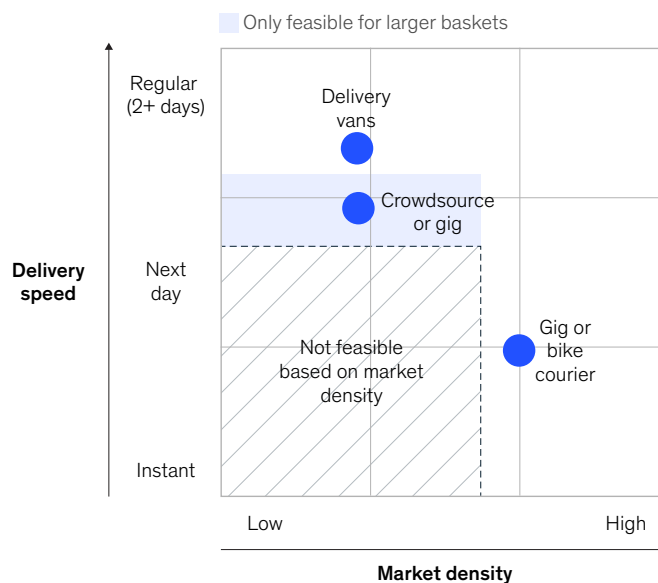 Only feasible for larger baskets
Regular
(2+ days)
Delivery
vans
Crowdsource
or gig
Delivery
speed
Next
day
Gig or
bike
courier
Not feasible
based on market
density
Instant
Low
High
Market density